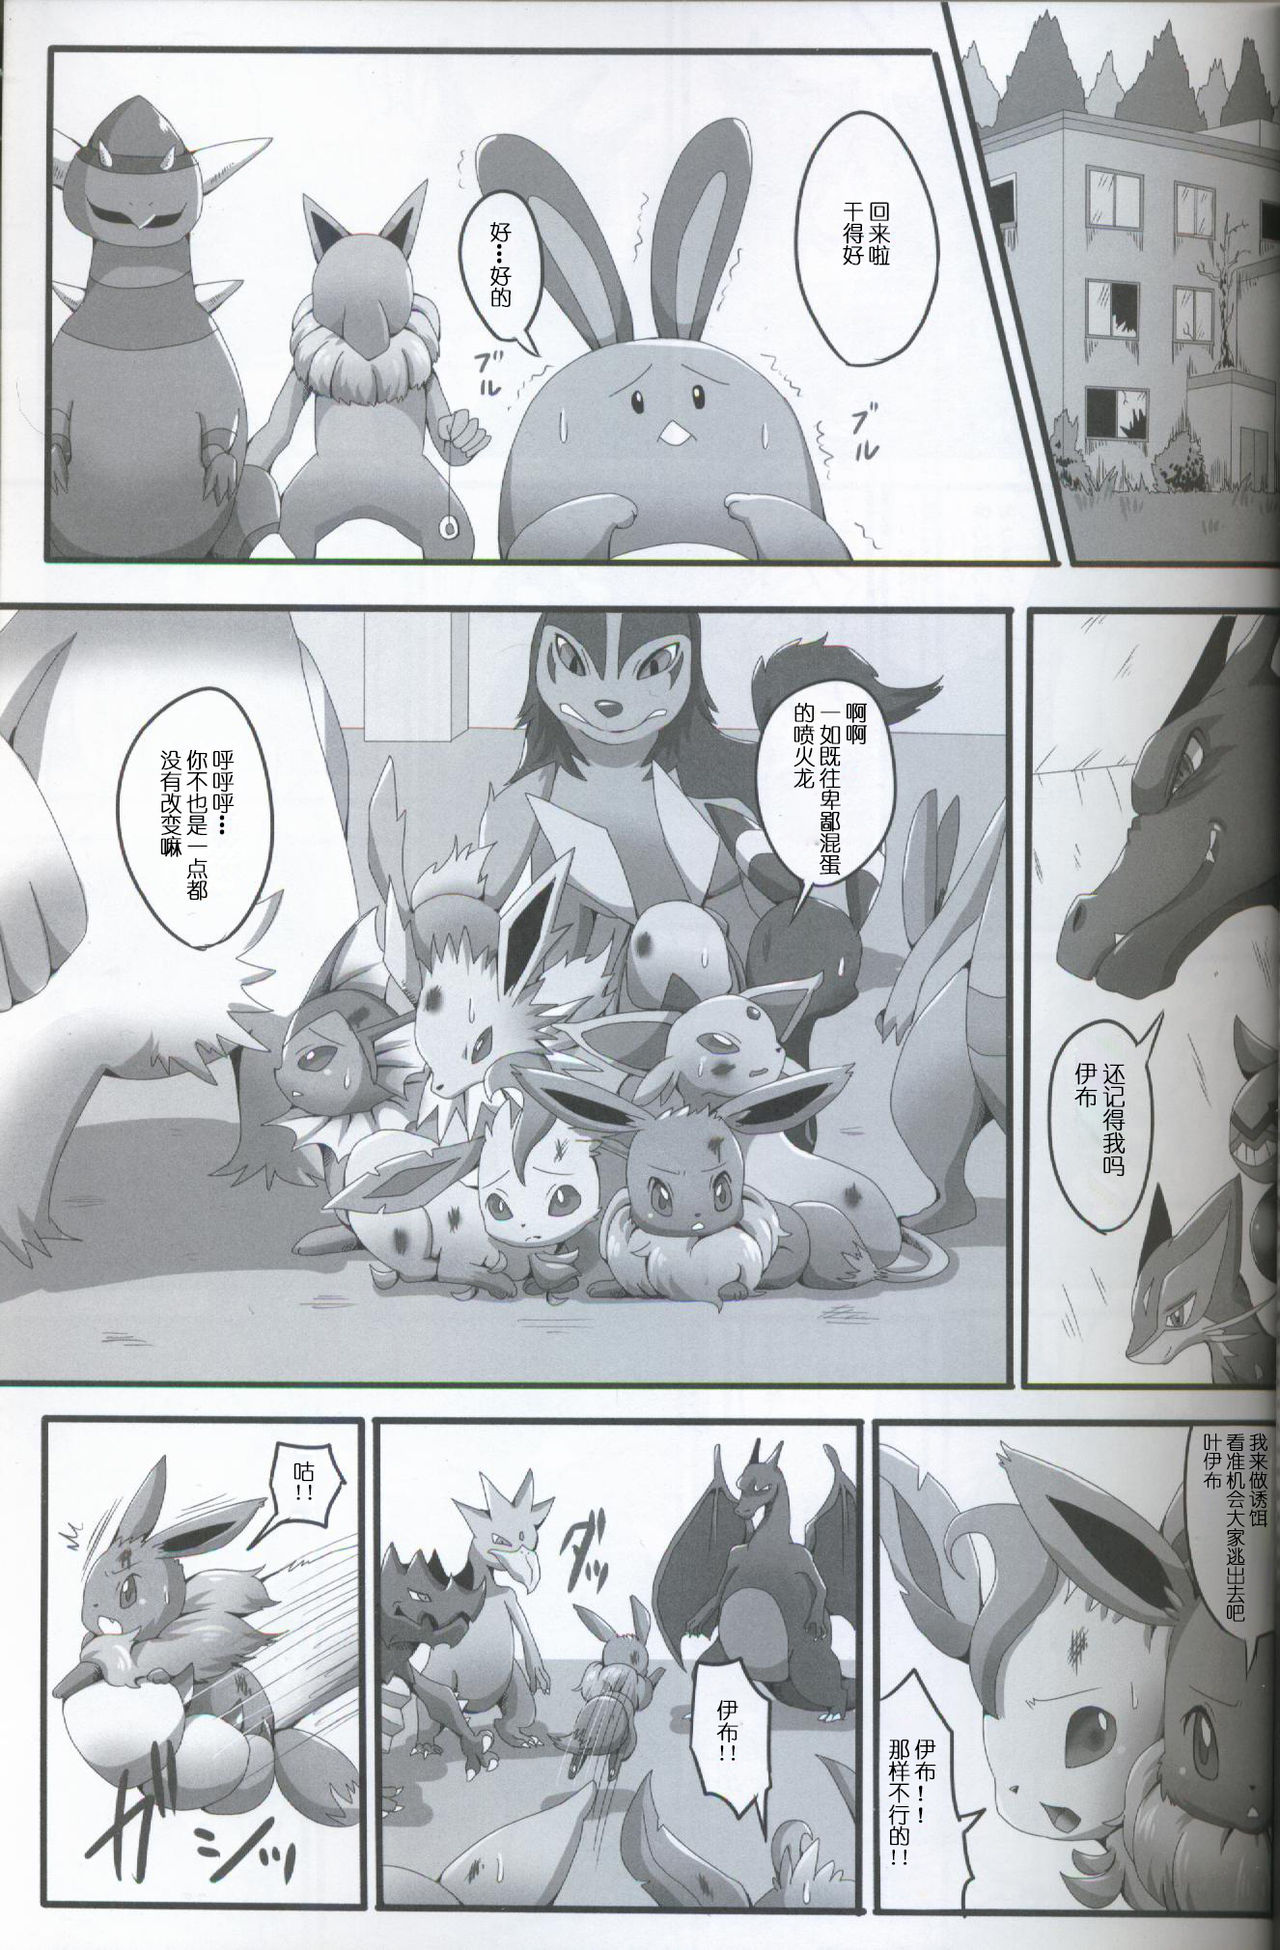 回来啦
干得好
好…好的
ブル
ブル
还记得我吗
伊布
啊啊
一如既往卑鄙混蛋
的喷火龙
呼呼呼…
你不也是一点都
没有改变嘛
我来做诱饵
看准机会大家逃出去吧
叶伊布
伊布！！
那样不行的!!
伊布!!
ダッ
咕!!
ガシッ